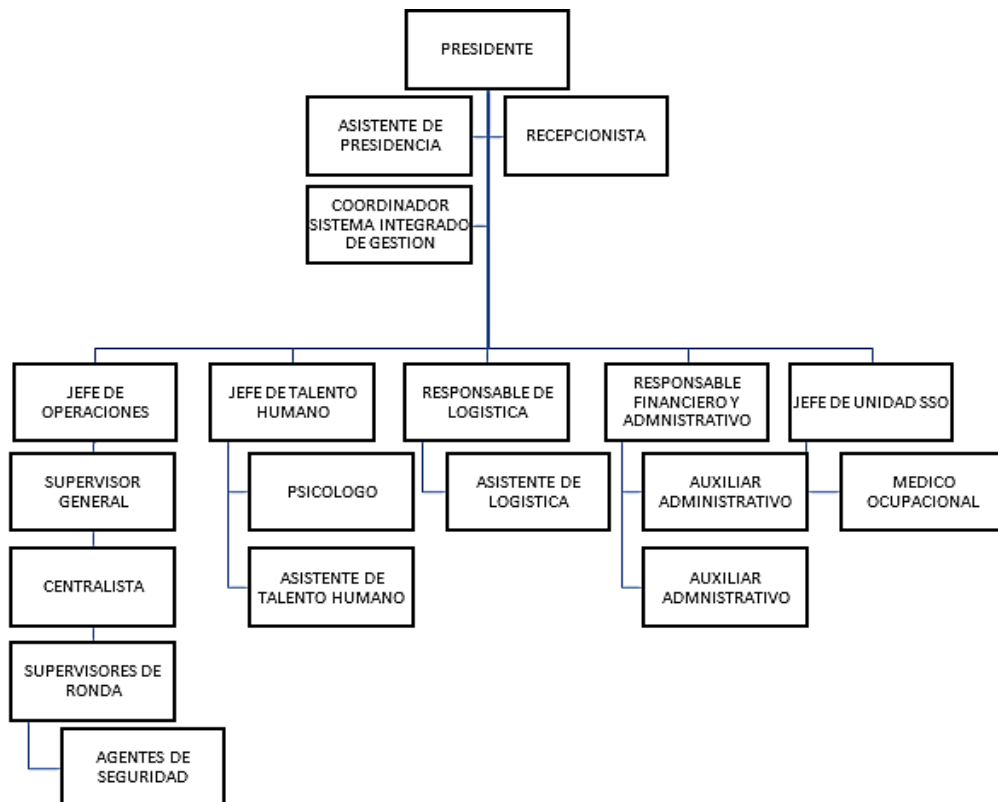 PRESIDENTE
ASISTENTE DE
PRESIDENCIA
RECEPCIONISTA
COORDINADOR
SISTEMA INTEGRADO
DE GESTION
JEFE DE
OPERACIONES
JEFE DE TALENTO
HUMANO
RESPONSABLE DE
LOGISTICA
RESPONSABLE
FINANCIERO Y
ADMNISTRATIVO
JEFE DE UNIDAD SSO
SUPERVISOR
GENERAL
PSICOLOGO
ASISTENTE DE
LOGISTICA
AUXILIAR
ADMINISTRATIVO
MEDICO
OCUPACIONAL
CENTRALISTA
ASISTENTE DE
TALENTO HUMANO
AUXILIAR
ADMNISTRATIVO
SUPERVISORES DE
RONDA
AGENTES DE
SEGURIDAD